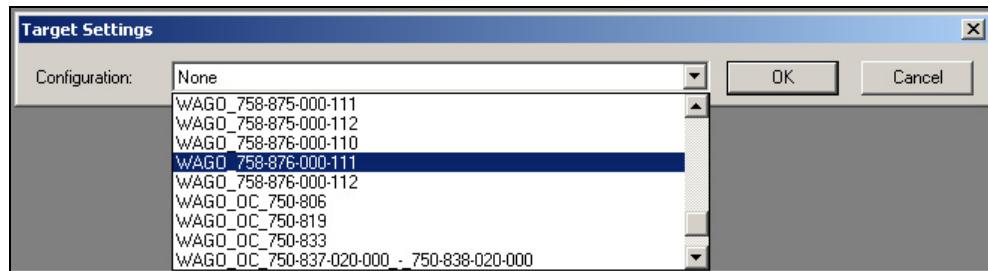 Target Settings
Configuration: None OK Cancel
WAGO_758-875-000-111
WAGO_758-875-000-112
WAGO_758-876-000-110
WAGO_758-876-000-111
WAGO_758-876-000-112
WAGO_OC_750-806
WAGO_OC_750-819
WAGO_OC_750-833
WAGO_OC_750-837-020-000_-_750-838-020-000